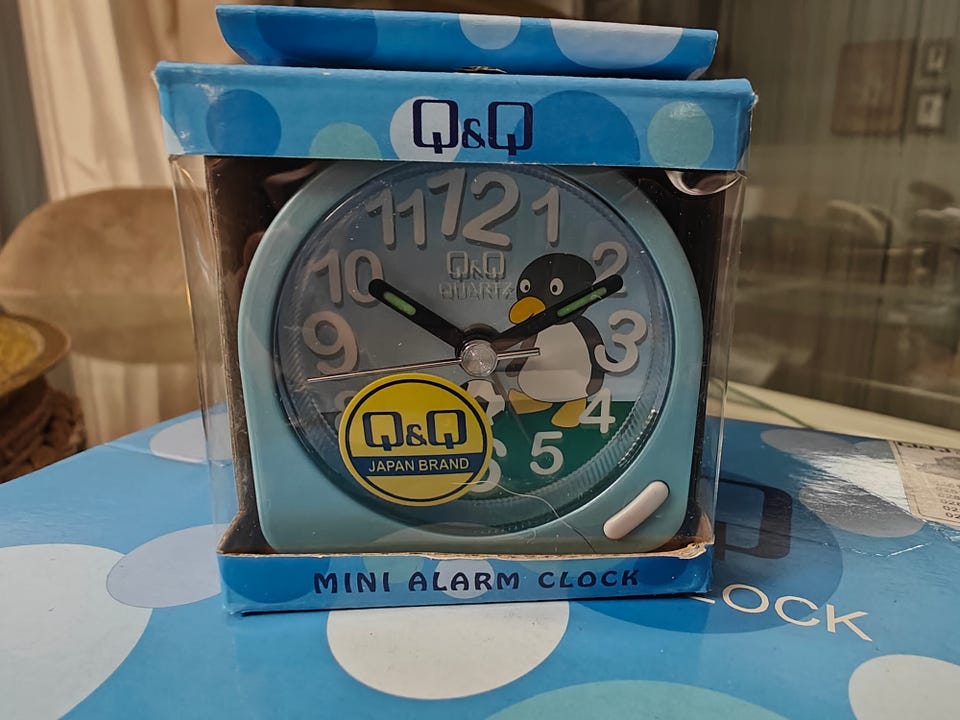 Q&Q
12
11
1
10
2
Q&Q
QUARTZ
9
3
4
5
6
Q&Q
JAPAN BRAND
MINI ALARM CLOCK
CLOCK